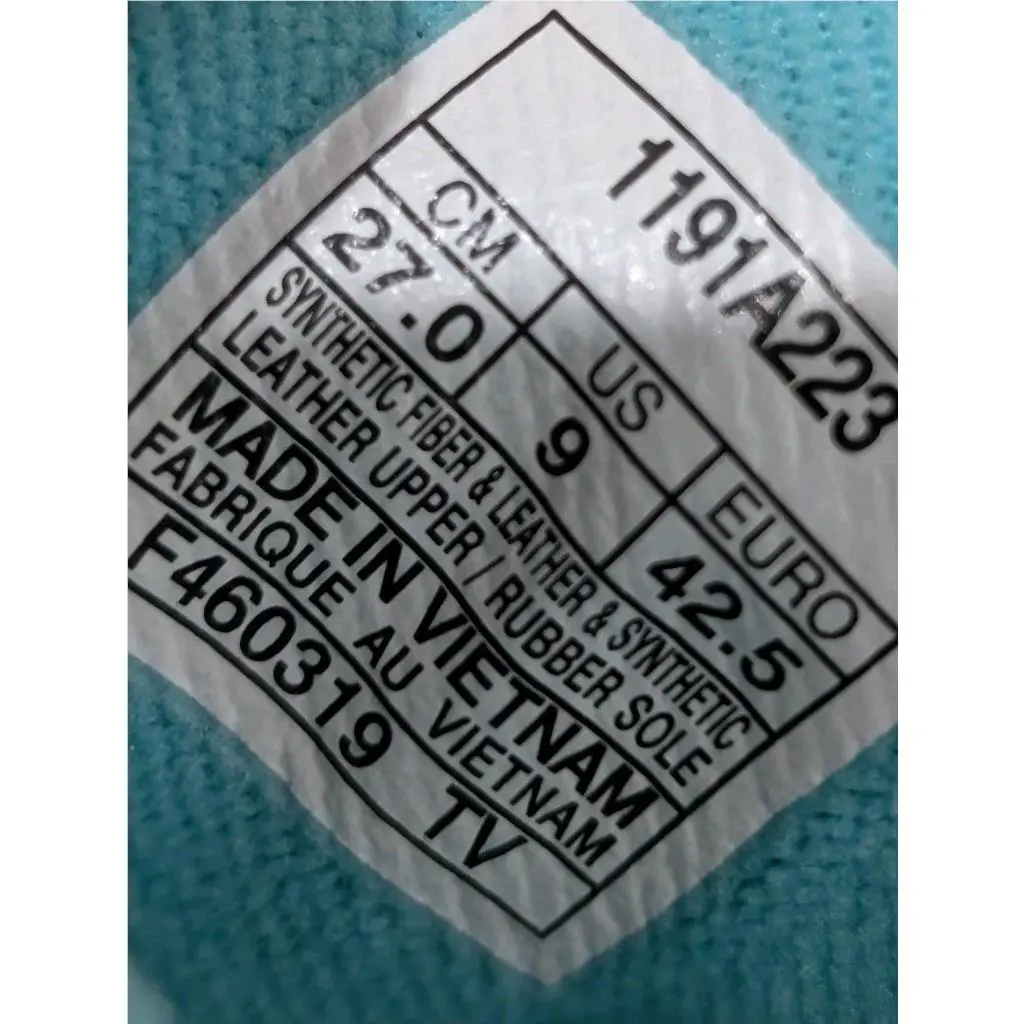 1191A223
CM US EURO
27.0 9 42.5
SYNTHETIC FIBER & LEATHER & SYNTHETIC
LEATHER UPPER / RUBBER SOLE
MADE IN VIETNAM
FABRIQUE AU VIETNAM
F460319 TV